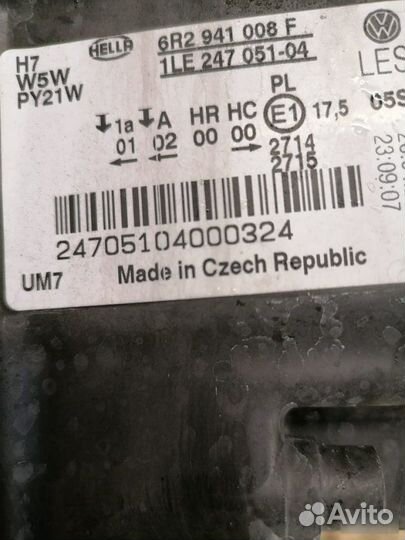 H7
W5W
PY21W
HELLA
6R2 941 008 F
1LE 247 051-04
LES
1a A HR HC PL
01 02 00 00 E1 17,5
2714
2715
23:09:07
24705104000324
UM7 Made in Czech Republic
Avito